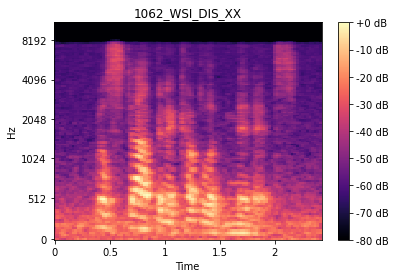 1062_WSI_DIS_XX
+0 dB
8192
-10 dB
4096
-20 dB
-30 dB
2048
Hz
-40 dB
1024
-50 dB
512
-60 dB
-70 dB
0
-80 dB
0 0.5 1 1.5 2
Time